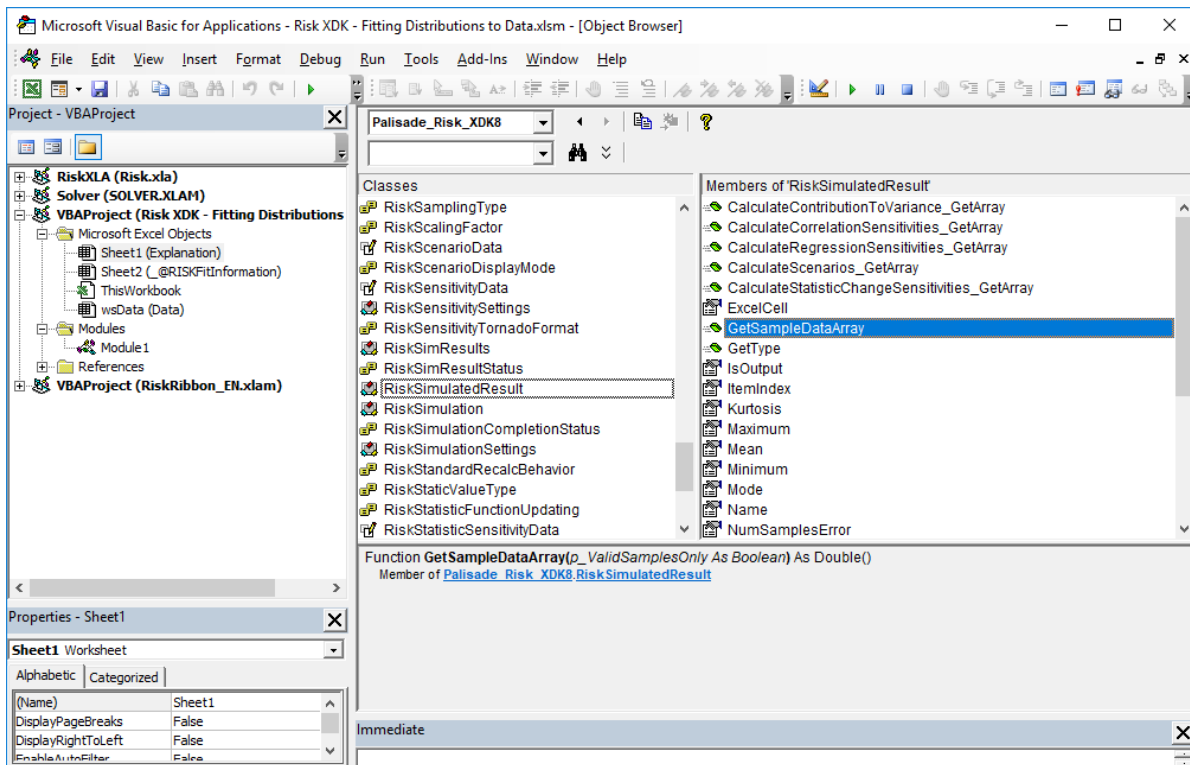 Microsoft Visual Basic for Applications - Risk XDK - Fitting Distributions to Data.xlsm - [Object Browser]
File Edit View Insert Format Debug Run Tools Add-Ins Window Help
Project - VBAProject
RiskXLA (Risk.xla)
Solver (SOLVER.XLAM)
VBAProject (Risk XDK - Fitting Distributions
Microsoft Excel Objects
Sheet1 (Explanation)
Sheet2 (_@RISKFitInformation)
ThisWorkbook
wsData (Data)
Modules
Module1
References
VBAProject (RiskRibbon_EN.xlam)
Properties - Sheet1
Sheet1 Worksheet
Alphabetic Categorized
(Name) Sheet1
DisplayPageBreaks False
DisplayRightToLeft False
EnableAutoFilter False
Palisade_Risk_XDK8
Classes
RiskSamplingType
RiskScalingFactor
RiskScenarioData
RiskScenarioDisplayMode
RiskSensitivityData
RiskSensitivitySettings
RiskSensitivityTornadoFormat
RiskSimResults
RiskSimResultStatus
RiskSimulatedResult
RiskSimulation
RiskSimulationCompletionStatus
RiskSimulationSettings
RiskStandardRecalcBehavior
RiskStaticValueType
RiskStatisticFunctionUpdating
RiskStatisticSensitivityData
Members of 'RiskSimulatedResult'
CalculateContributionToVariance_GetArray
CalculateCorrelationSensitivities_GetArray
CalculateRegressionSensitivities_GetArray
CalculateScenarios_GetArray
CalculateStatisticChangeSensitivities_GetArray
ExcelCell
GetSampleDataArray
GetType
IsOutput
ItemIndex
Kurtosis
Maximum
Mean
Minimum
Mode
Name
NumSamplesError
Function GetSampleDataArray(p_ValidSamplesOnly As Boolean) As Double()
Member of Palisade_Risk_XDK8.RiskSimulatedResult
Immediate